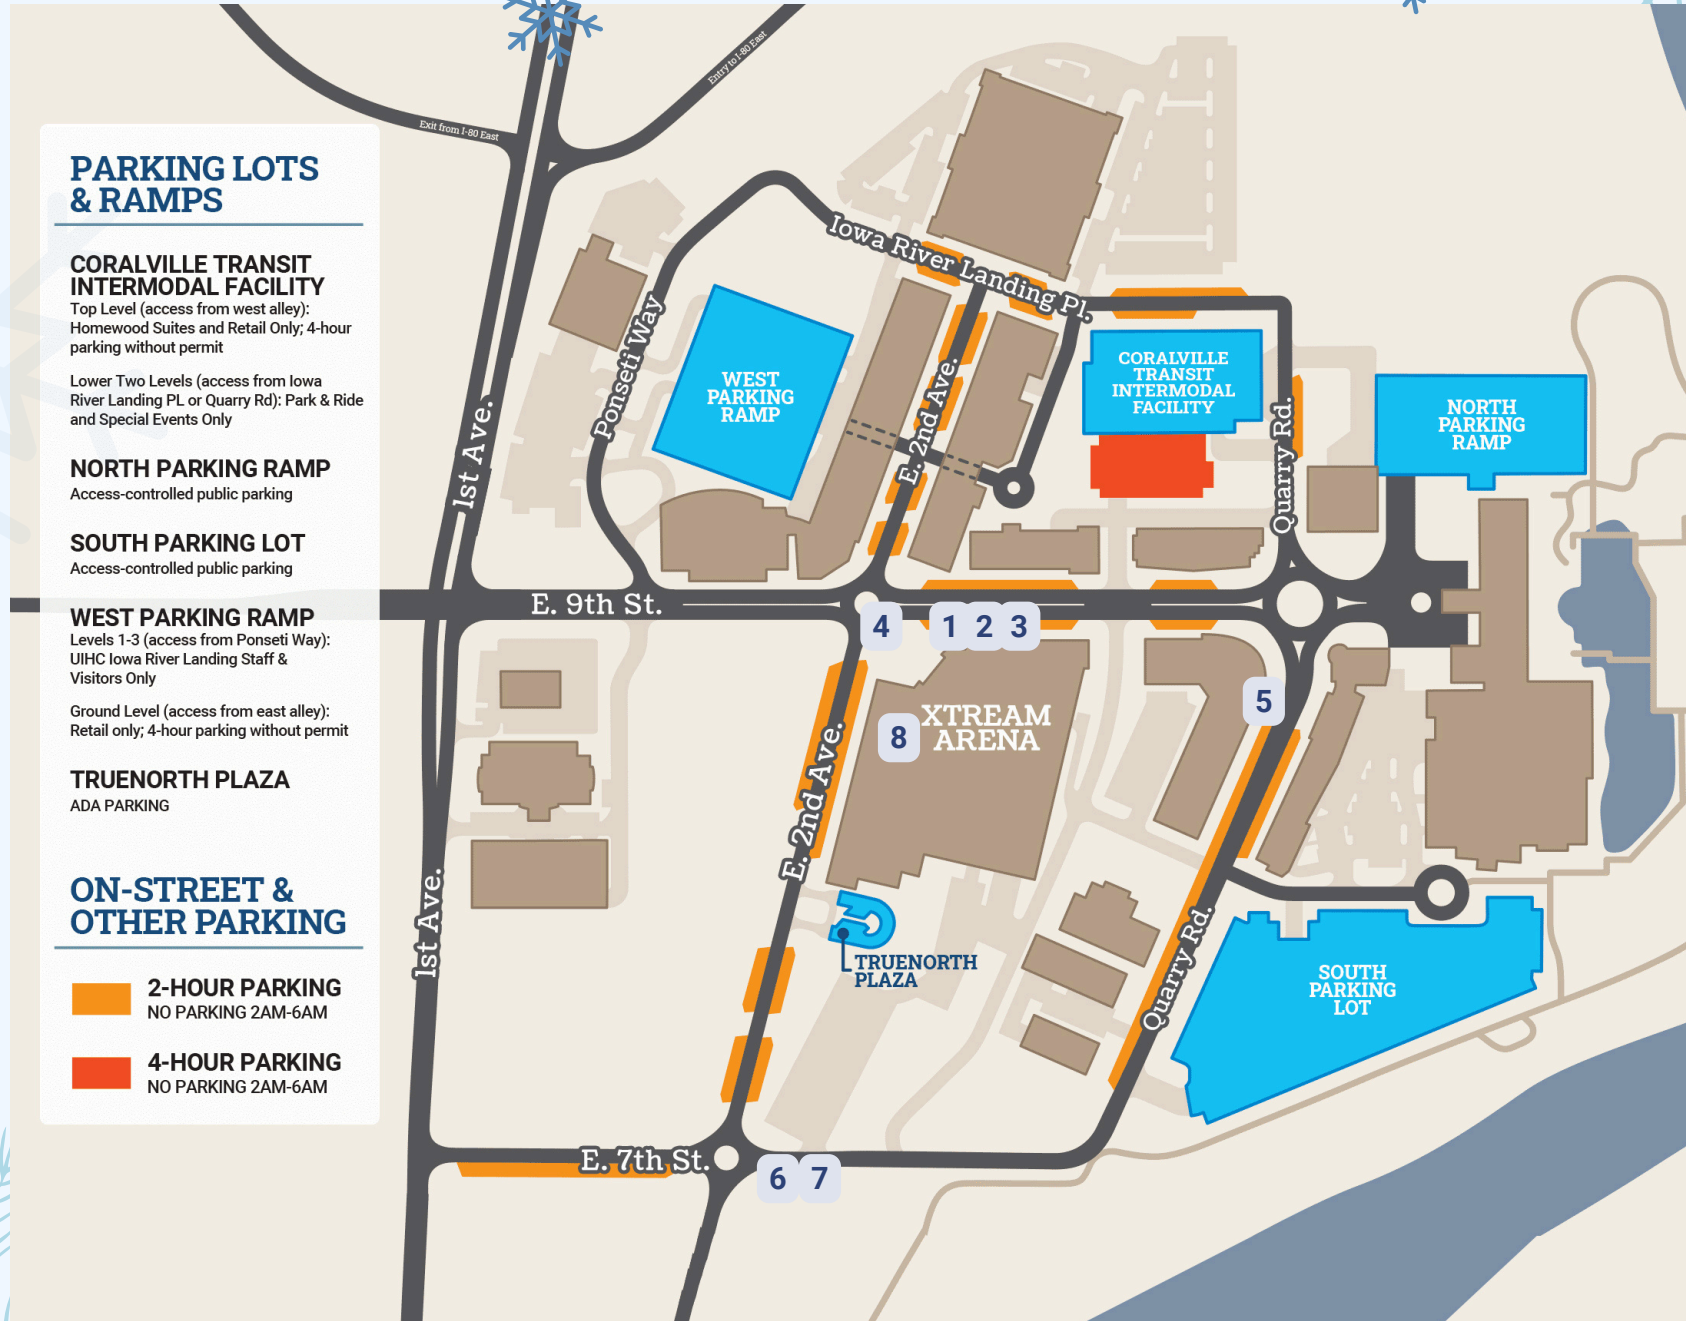 PARKING LOTS
& RAMPS
CORALVILLE TRANSIT
INTERMODAL FACILITY
Top Level (access from west alley):
Homewood Suites and Retail Only; 4-hour
parking without permit
Lower Two Levels (access from Iowa
River Landing PL or Quarry Rd): Park & Ride
and Special Events Only
NORTH PARKING RAMP
Access-controlled public parking
SOUTH PARKING LOT
Access-controlled public parking
WEST PARKING RAMP
Levels 1-3 (access from Ponseti Way):
UIHC Iowa River Landing Staff &
Visitors Only
Ground Level (access from east alley):
Retail only; 4-hour parking without permit
TRUENORTH PLAZA
ADA PARKING
ON-STREET &
OTHER PARKING
2-HOUR PARKING
NO PARKING 2AM-6AM
4-HOUR PARKING
NO PARKING 2AM-6AM
Exit from I-80 East
Entry to I-80 East
Iowa River Landing Pl.
Ponseti Way
1st Ave.
WEST
PARKING
RAMP
E. 2nd Ave.
CORALVILLE
TRANSIT
INTERMODAL
FACILITY
Quarry Rd.
NORTH
PARKING
RAMP
E. 9th St.
4
1 2 3
5
8
XTREAM
ARENA
E. 2nd Ave.
1st Ave.
TRUENORTH
PLAZA
Quarry Rd.
SOUTH
PARKING
LOT
E. 7th St.
6 7